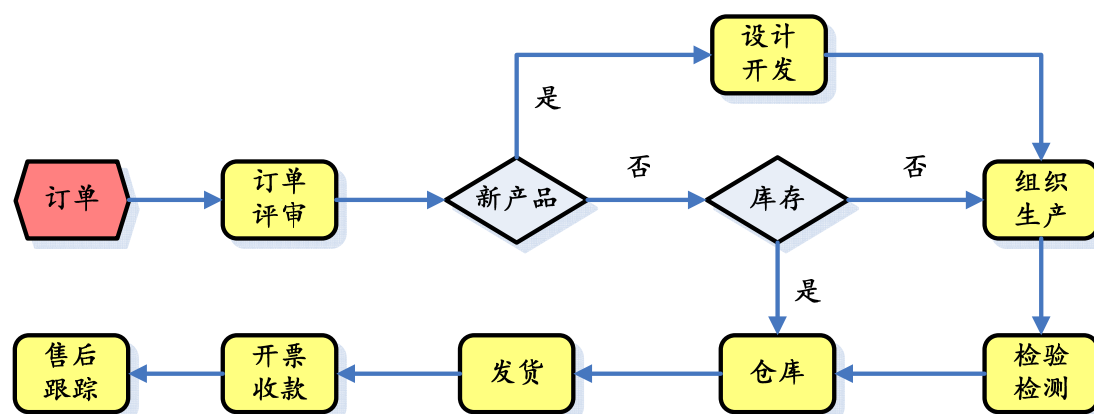 设计
开发
是
订单
订单
评审
新产品
否
库存
否
组织
生产
是
售后
跟踪
开票
收款
发货
仓库
检验
检测